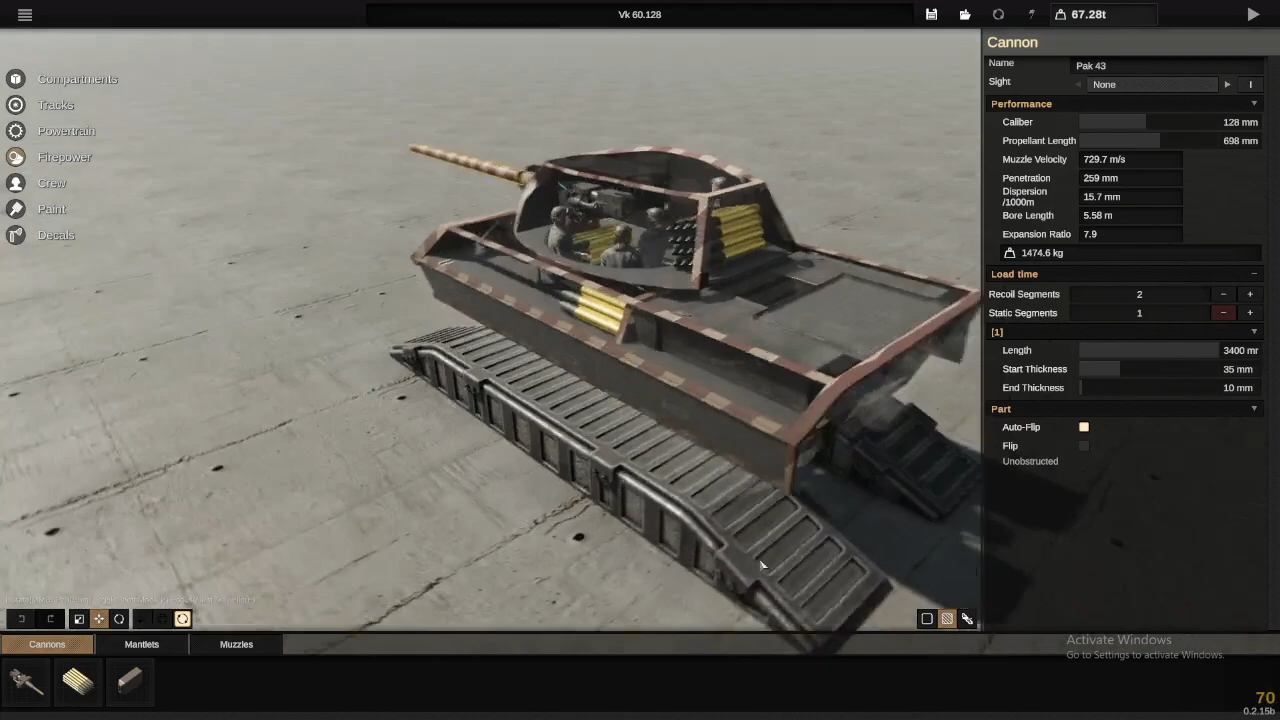 Vk 60.128
67.28t
Compartments
Tracks
Powertrain
Firepower
Crew
Paint
Decals
Cannon
Name Pak 43
Sight None
Performance
Caliber 128 mm
Propellant Length 698 mm
Muzzle Velocity 729.7 m/s
Penetration 259 mm
Dispersion /1000m 15.7 mm
Bore Length 5.58 m
Expansion Ratio 7.9
1474.6 kg
Load time
Recoil Segments 2 − +
Static Segments 1 − +
[1]
Length 3400 mr
Start Thickness 35 mm
End Thickness 10 mm
Part
Auto-Flip
Flip
Unobstructed
Cannons Mantlets Muzzles
Activate Windows
Go to Settings to activate Windows.
70
0.2.15b